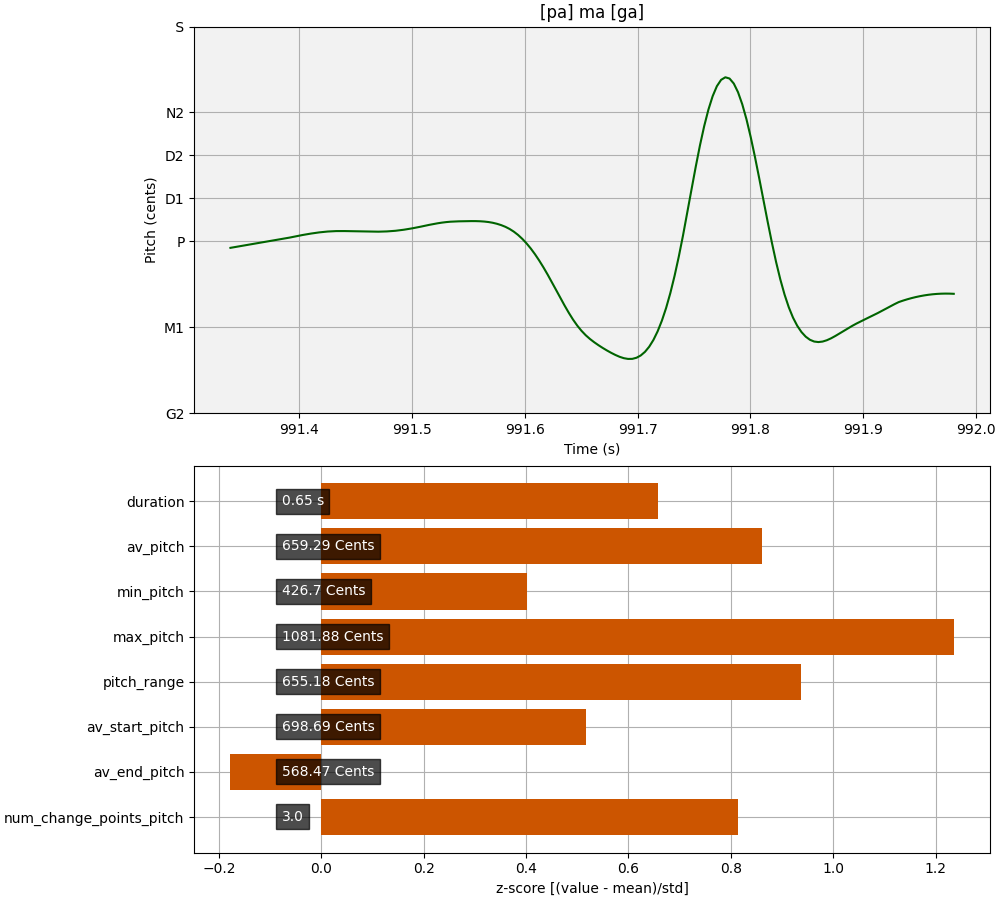 [pa] ma [ga]
S
N2
D2
D1
P
M1
G2
Pitch (cents)
991.4 991.5 991.6 991.7 991.8 991.9 992.0
Time (s)
duration 0.65 s
av_pitch 659.29 Cents
min_pitch 426.7 Cents
max_pitch 1081.88 Cents
pitch_range 655.18 Cents
av_start_pitch 698.69 Cents
av_end_pitch 568.47 Cents
num_change_points_pitch 3.0
−0.2 0.0 0.2 0.4 0.6 0.8 1.0 1.2
z-score [(value - mean)/std]